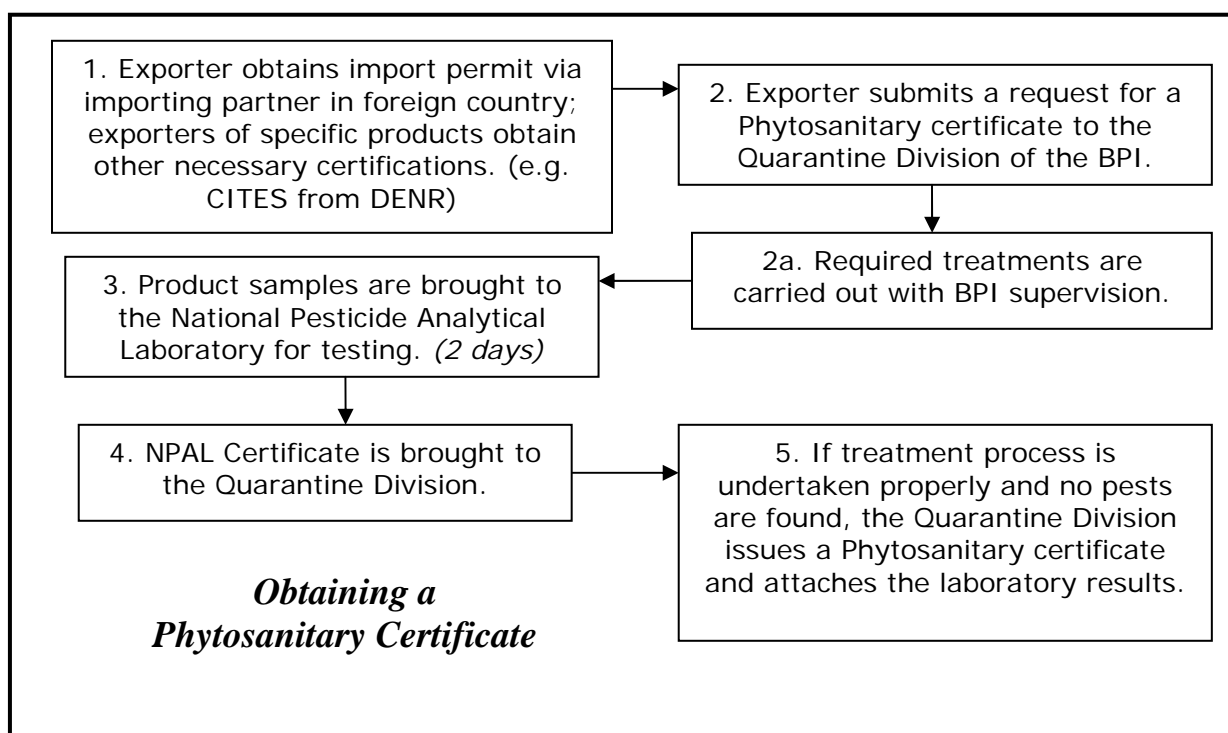 1. Exporter obtains import permit via
importing partner in foreign country;
exporters of specific products obtain
other necessary certifications. (e.g.
CITES from DENR)
2. Exporter submits a request for a
Phytosanitary certificate to the
Quarantine Division of the BPI.
2a. Required treatments are
carried out with BPI supervision.
3. Product samples are brought to
the National Pesticide Analytical
Laboratory for testing. (2 days)
4. NPAL Certificate is brought to
the Quarantine Division.
5. If treatment process is
undertaken properly and no pests
are found, the Quarantine Division
issues a Phytosanitary certificate
and attaches the laboratory results.
Obtaining a
Phytosanitary Certificate